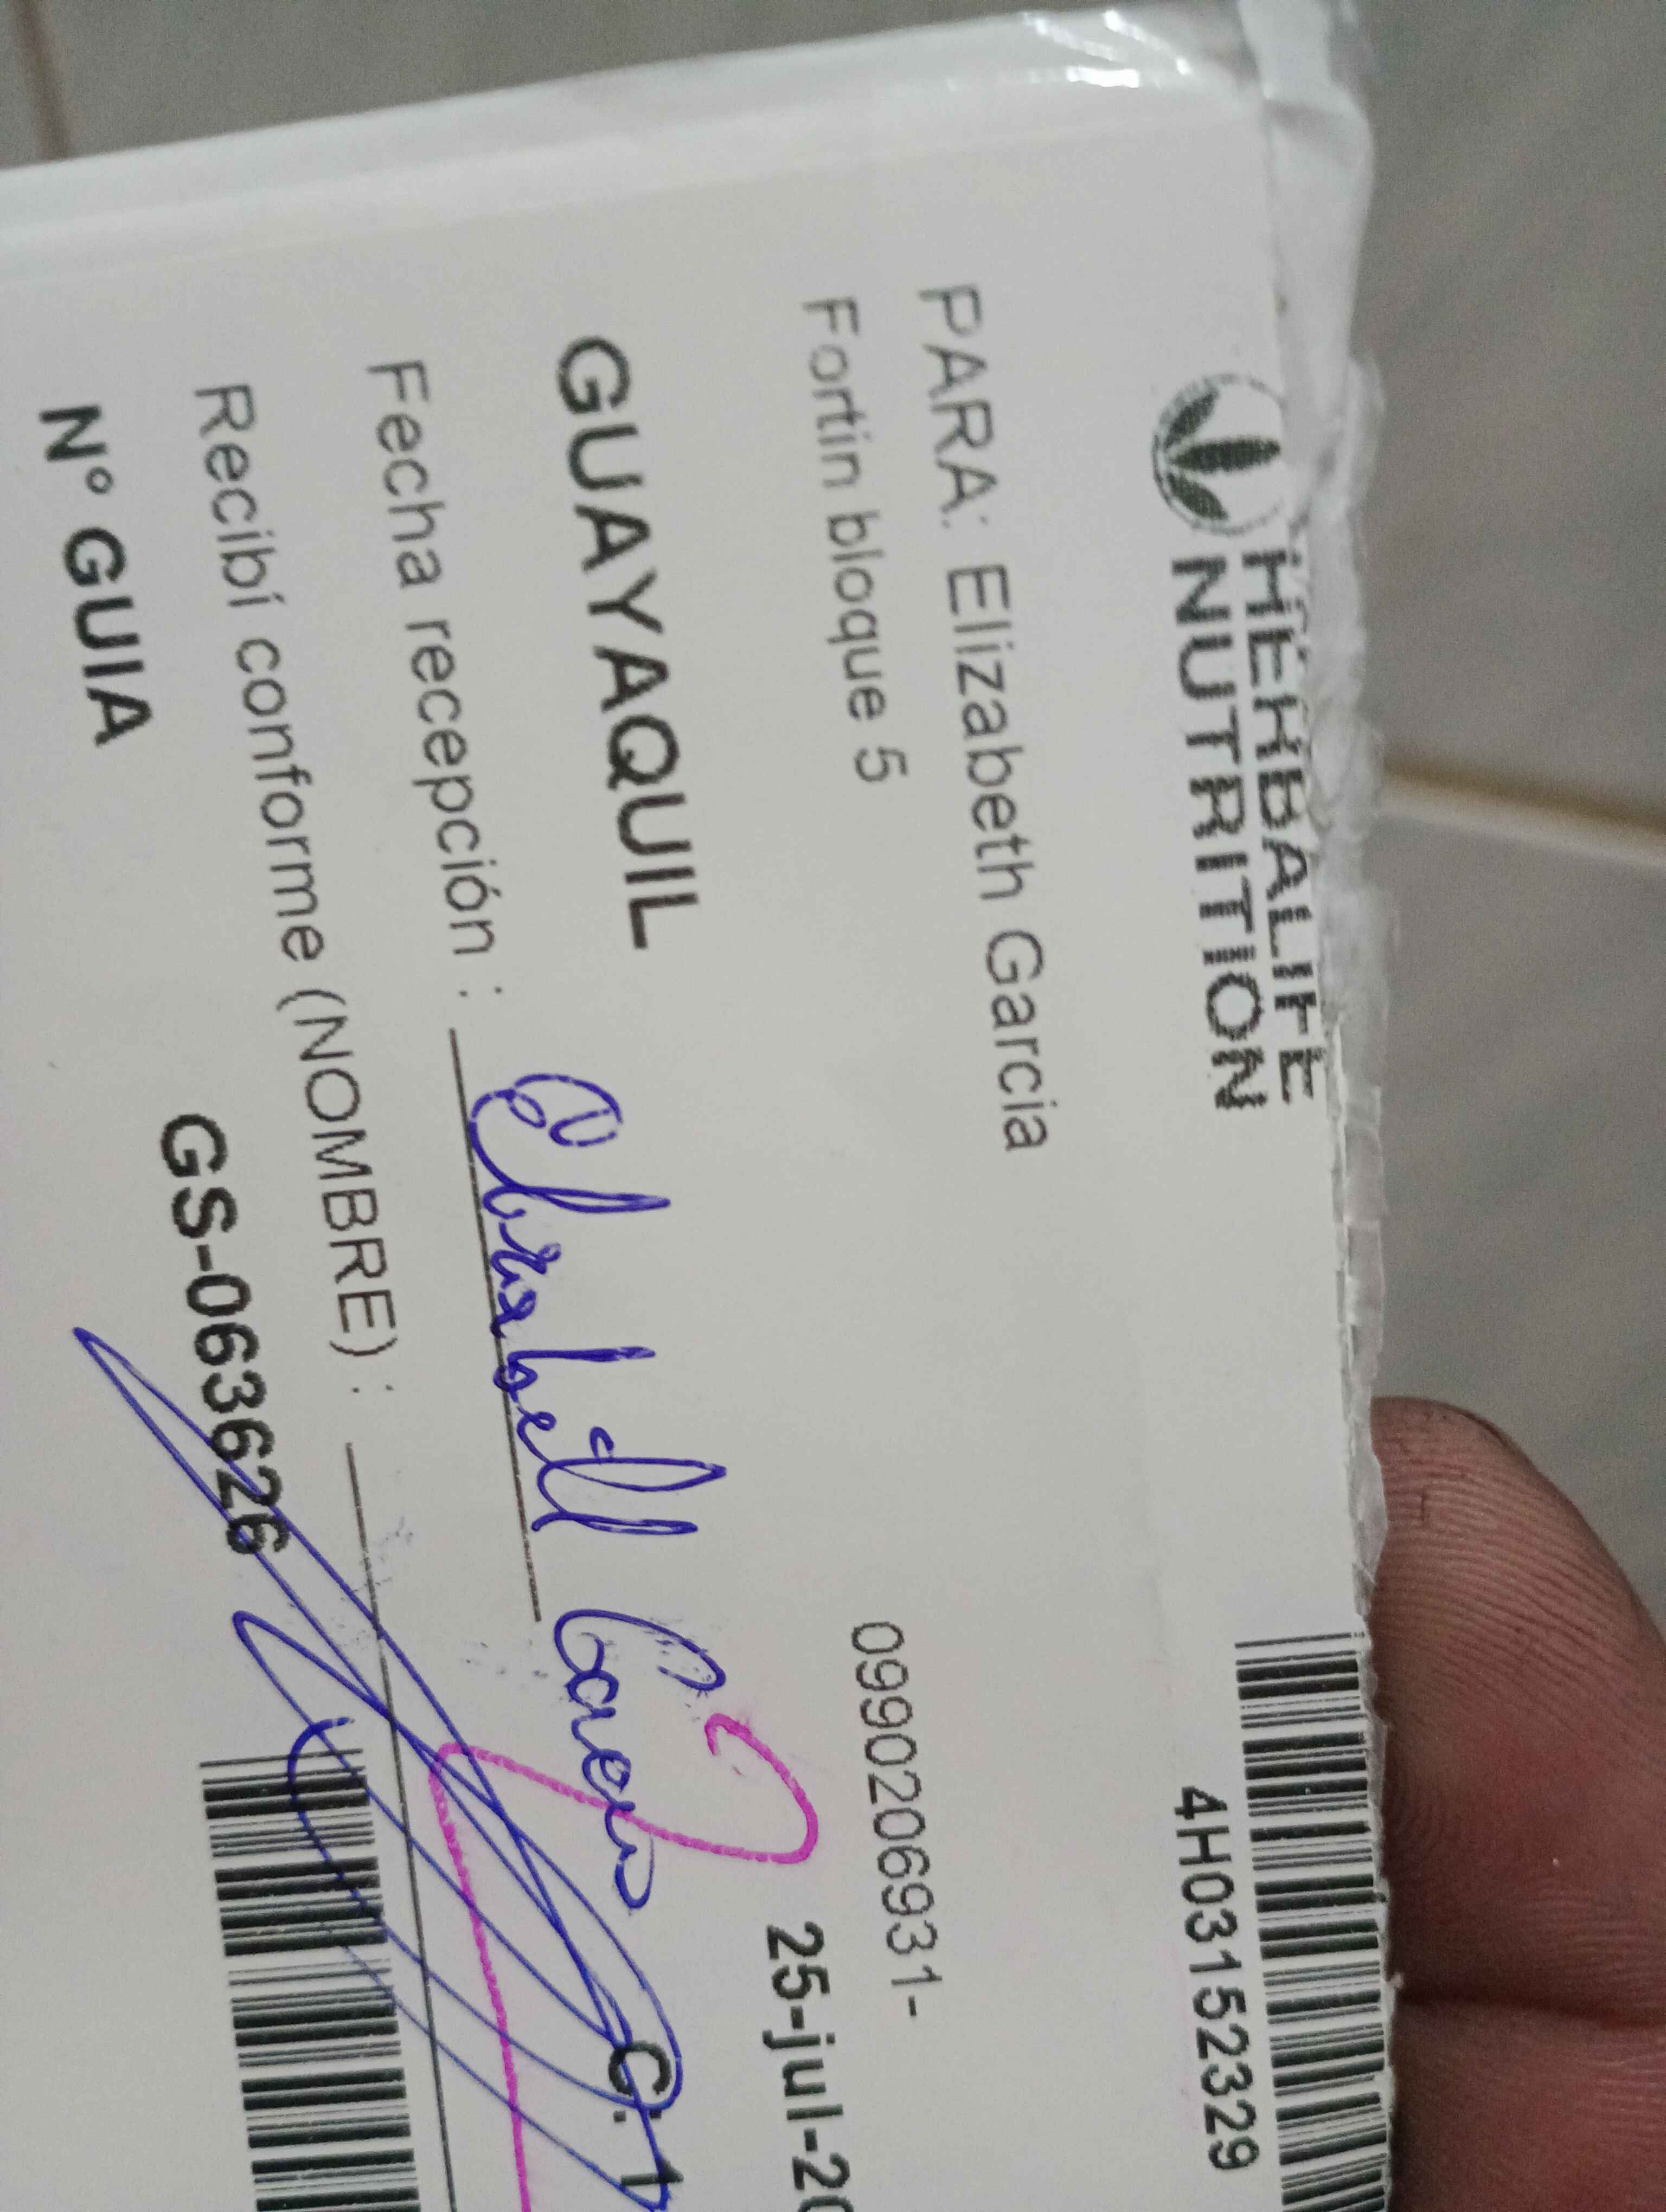 HERBALIFE
NUTRITION
4H03152329
PARA: Elizabeth Garcia
Fortin bloque 5
0990206931-
25-jul-20
GUAYAQUIL
C. 1
Fecha recepción :
Recibí conforme (NOMBRE) :
N° GUIA
GS-063626